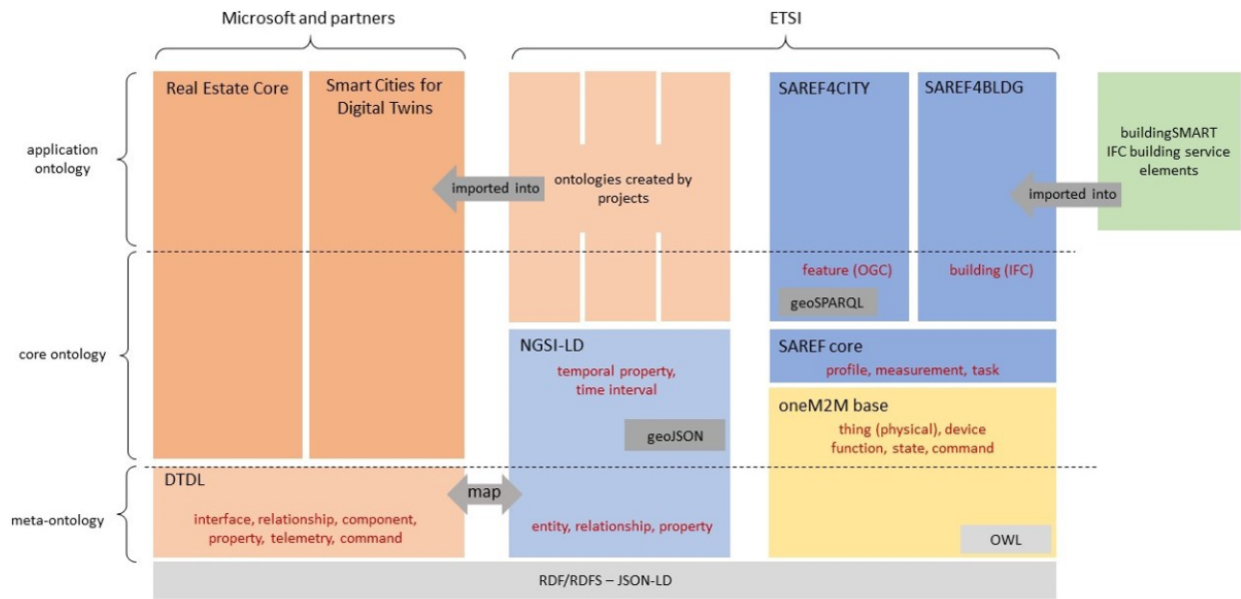 Microsoft and partners
ETSI
Real Estate Core
Smart Cities for
Digital Twins
SAREF4CITY
SAREF4BLDG
application
ontology
imported into
ontologies created by
projects
imported into
buildingSMART
IFC building service
elements
feature (OGC)
building (IFC)
geoSPARQL
core ontology
NGSI-LD
temporal property,
time interval
geoJSON
SAREF core
profile, measurement, task
oneM2M base
thing (physical), device
function, state, command
meta-ontology
DTDL
interface, relationship, component,
property, telemetry, command
map
entity, relationship, property
OWL
RDF/RDFS – JSON-LD